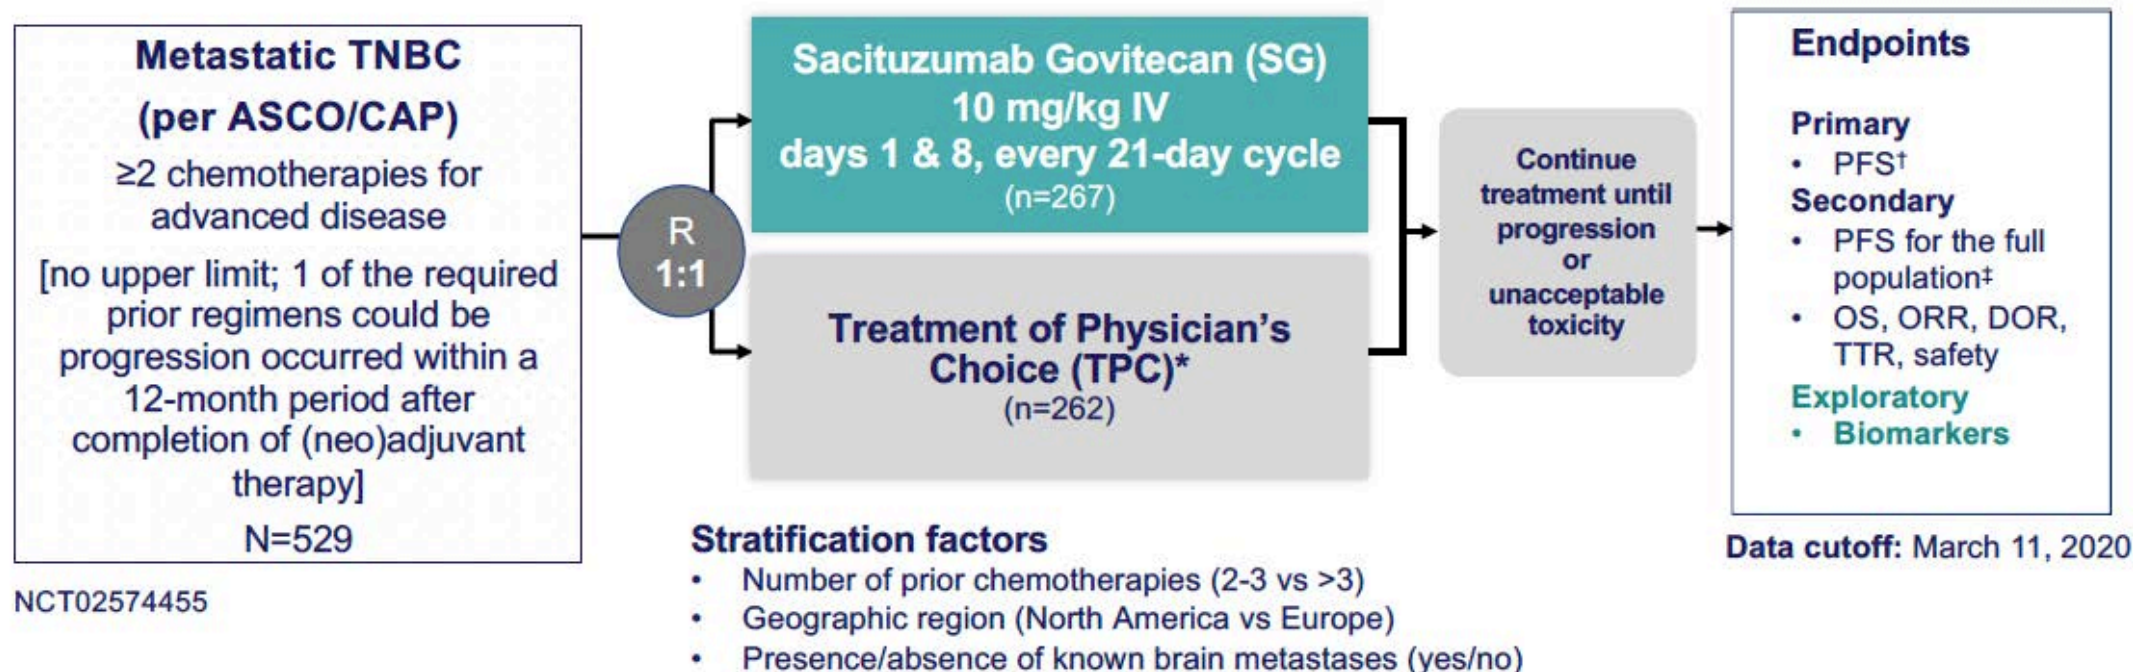 Metastatic TNBC
(per ASCO/CAP)
≥2 chemotherapies for
advanced disease
[no upper limit; 1 of the required
prior regimens could be
progression occurred within a
12-month period after
completion of (neo)adjuvant
therapy]
N=529
NCT02574455
R
1:1
Sacituzumab Govitecan (SG)
10 mg/kg IV
days 1 & 8, every 21-day cycle
(n=267)
Treatment of Physician's
Choice (TPC)*
(n=262)
Stratification factors
• Number of prior chemotherapies (2-3 vs >3)
• Geographic region (North America vs Europe)
• Presence/absence of known brain metastases (yes/no)
Continue
treatment until
progression
or
unacceptable
toxicity
Endpoints
Primary
• PFS†
Secondary
• PFS for the full
population‡
• OS, ORR, DOR,
TTR, safety
Exploratory
• Biomarkers
Data cutoff: March 11, 2020